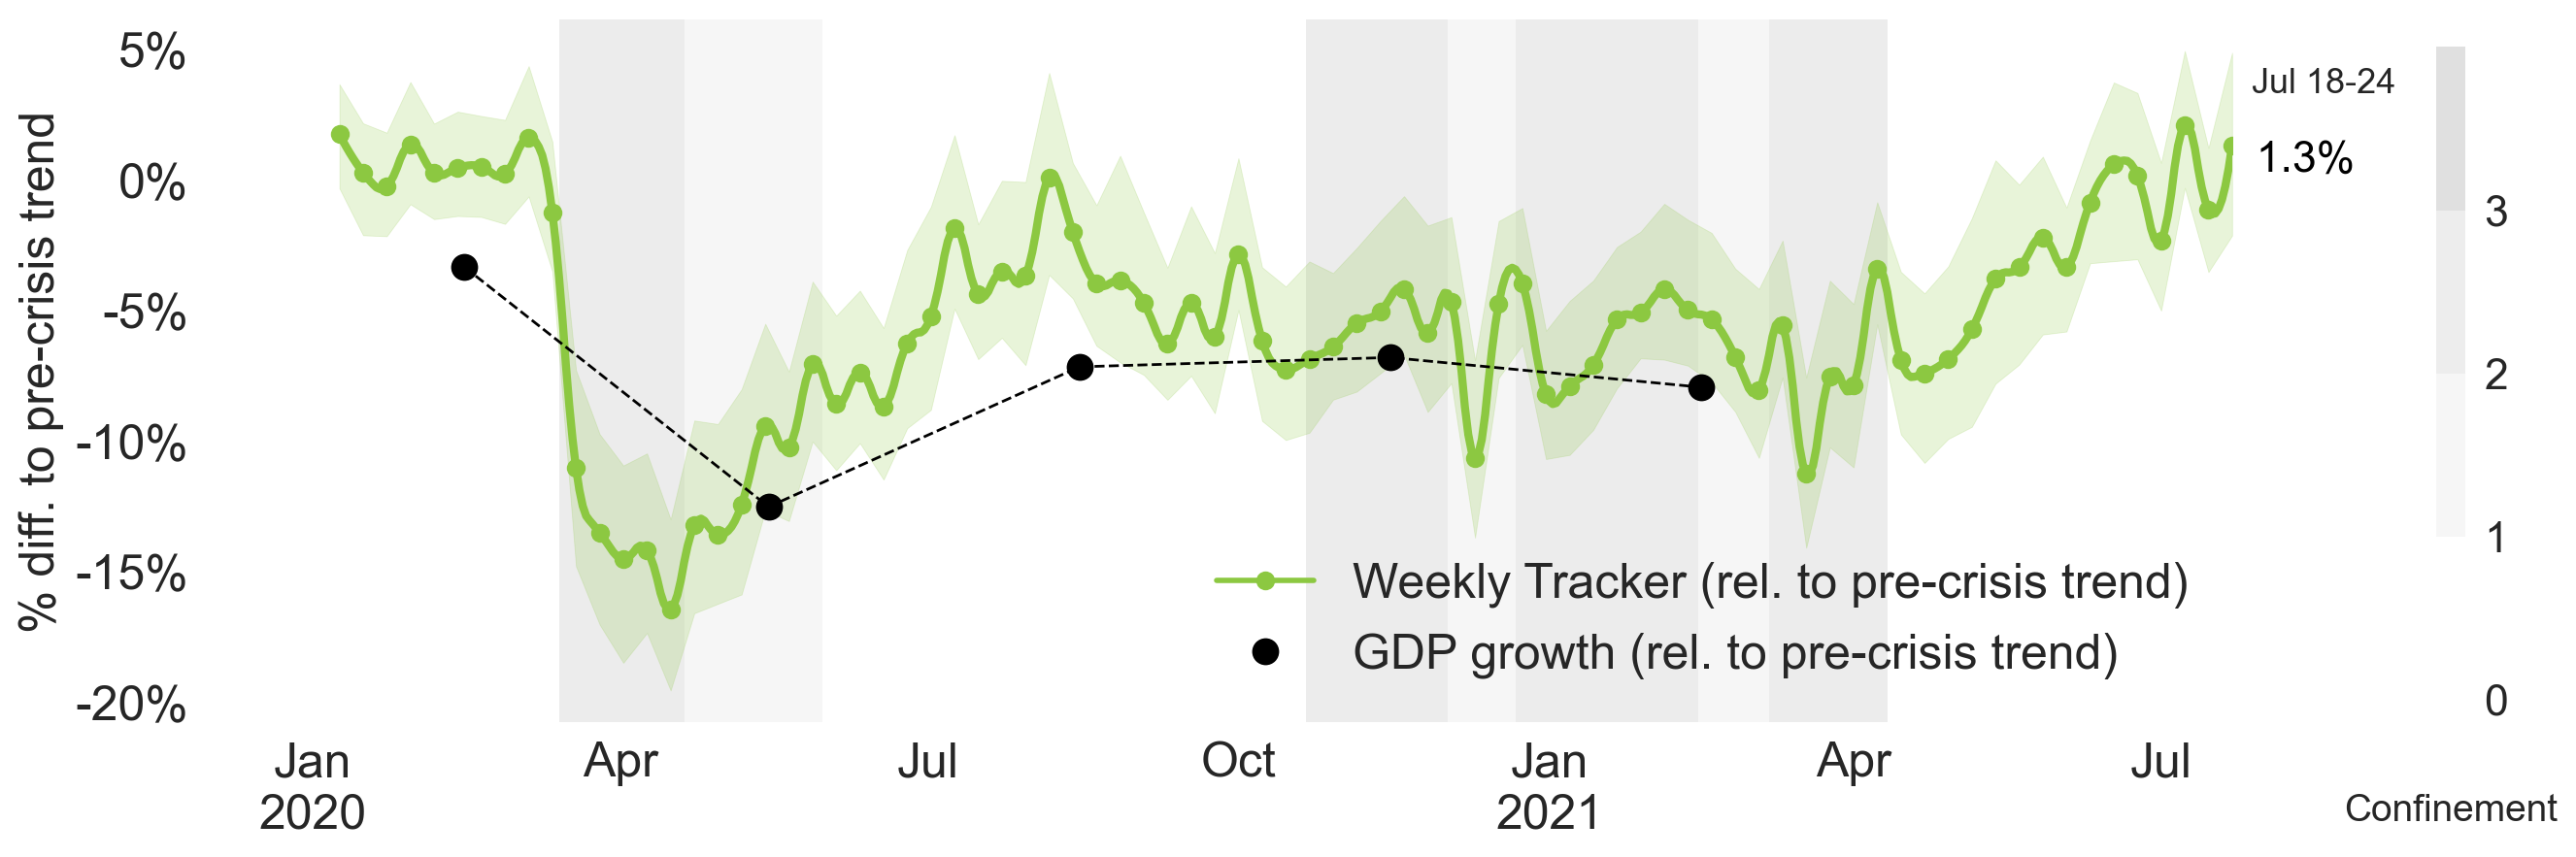 % diff. to pre-crisis trend
5%
0%
-5%
-10%
-15%
-20%
Jan
2020
Apr
Jul
Oct
Jan
2021
Apr
Jul
Weekly Tracker (rel. to pre-crisis trend)
GDP growth (rel. to pre-crisis trend)
Jul 18-24
1.3%
3
2
1
0
Confinement